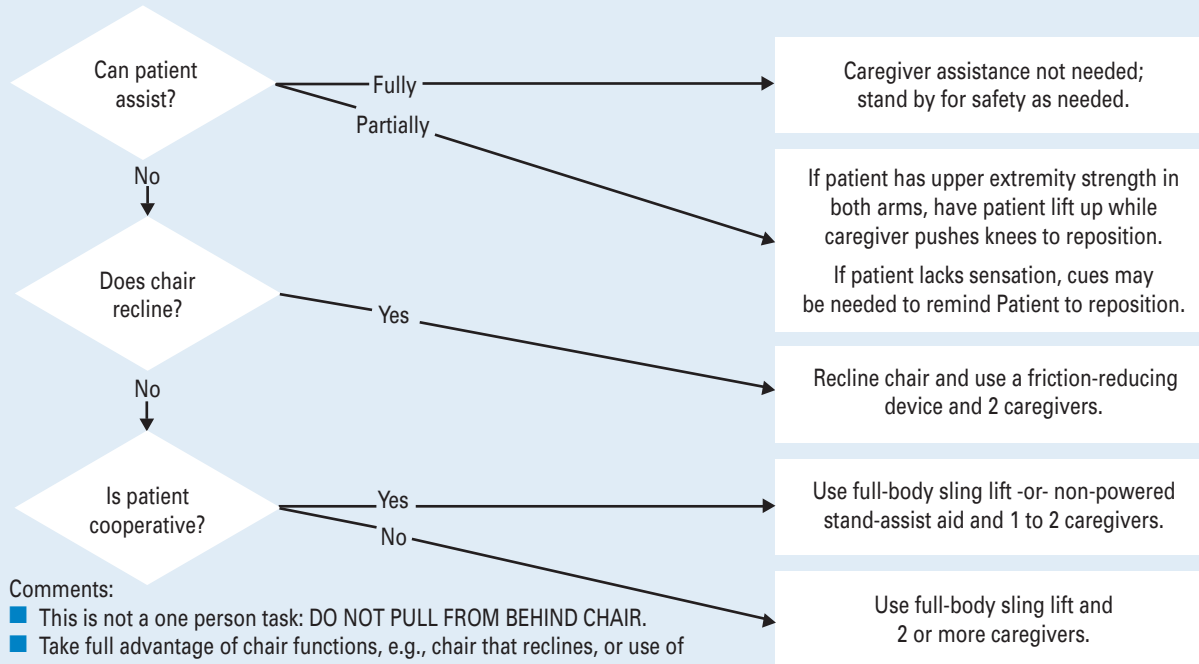 Can patient
assist?
Fully
Partially
No
Caregiver assistance not needed;
stand by for safety as needed.
If patient has upper extremity strength in
both arms, have patient lift up while
caregiver pushes knees to reposition.
If patient lacks sensation, cues may
be needed to remind Patient to reposition.
Does chair
recline?
Yes
No
Recline chair and use a friction-reducing
device and 2 caregivers.
Is patient
cooperative?
Yes
No
Use full-body sling lift -or- non-powered
stand-assist aid and 1 to 2 caregivers.
Use full-body sling lift and
2 or more caregivers.
Comments:
This is not a one person task: DO NOT PULL FROM BEHIND CHAIR.
Take full advantage of chair functions, e.g., chair that reclines, or use of